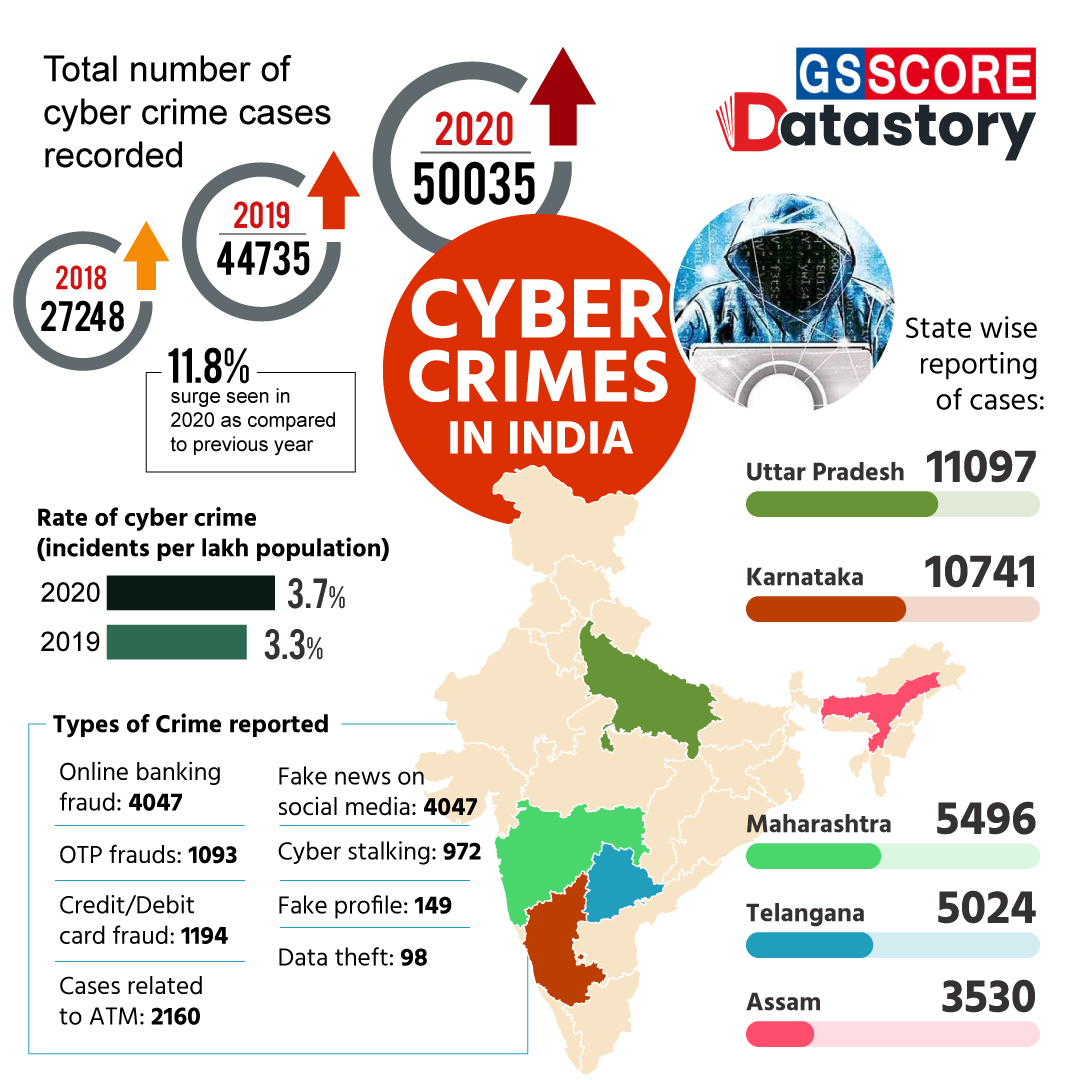 Total number of
cyber crime cases
recorded
2018
27248
2019
44735
2020
50035
GSSCORE
Datastory
11.8%
surge seen in
2020 as compared
to previous year
CYBER
CRIMES
IN INDIA
State wise
reporting
of cases:
Uttar Pradesh 11097
Karnataka 10741
Maharashtra 5496
Telangana 5024
Assam 3530
Rate of cyber crime
(incidents per lakh population)
2020 3.7%
2019 3.3%
Types of Crime reported
Online banking
fraud: 4047
OTP frauds: 1093
Credit/Debit
card fraud: 1194
Cases related
to ATM: 2160
Fake news on
social media: 4047
Cyber stalking: 972
Fake profile: 149
Data theft: 98